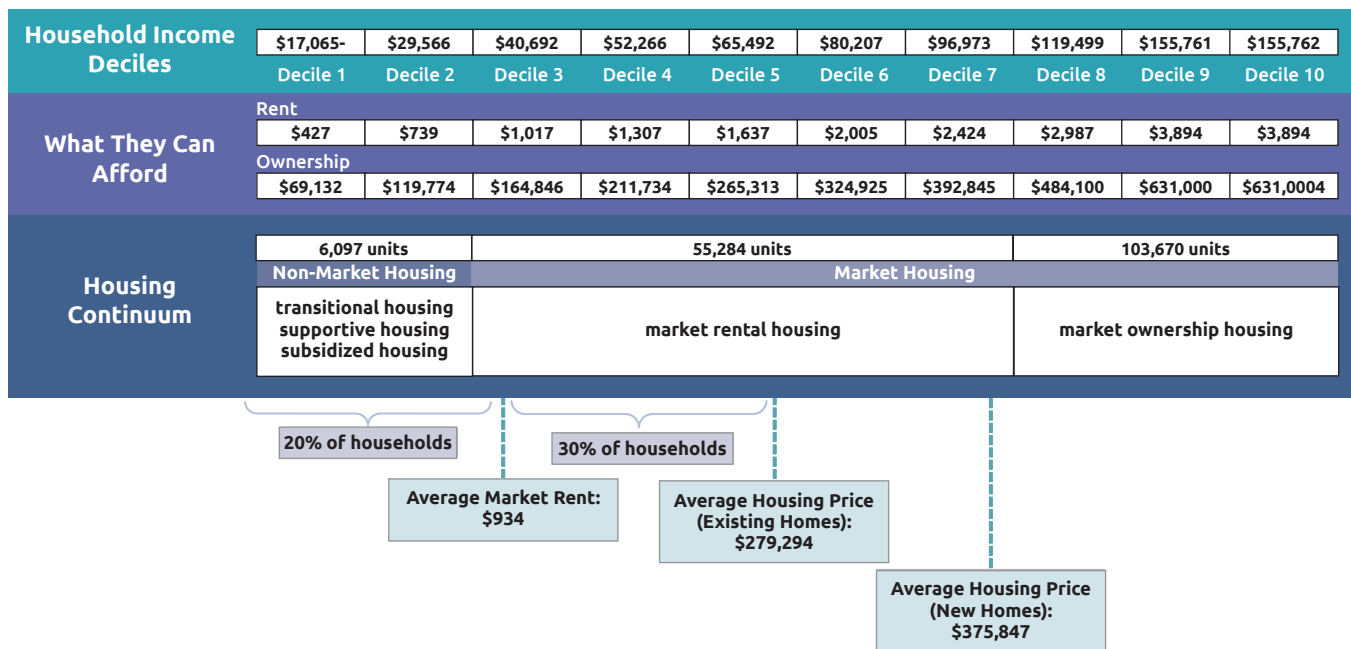 Household Income
Deciles
$17,065- $29,566 $40,692 $52,266 $65,492 $80,207 $96,973 $119,499 $155,761 $155,762
Decile 1 Decile 2 Decile 3 Decile 4 Decile 5 Decile 6 Decile 7 Decile 8 Decile 9 Decile 10
What They Can
Afford
Rent
$427 $739 $1,017 $1,307 $1,637 $2,005 $2,424 $2,987 $3,894 $3,894
Ownership
$69,132 $119,774 $164,846 $211,734 $265,313 $324,925 $392,845 $484,100 $631,000 $631,0004
Housing
Continuum
6,097 units 55,284 units 103,670 units
Non-Market Housing Market Housing
transitional housing
supportive housing
subsidized housing
market rental housing
market ownership housing
20% of households
30% of households
Average Market Rent:
$934
Average Housing Price
(Existing Homes):
$279,294
Average Housing Price
(New Homes):
$375,847